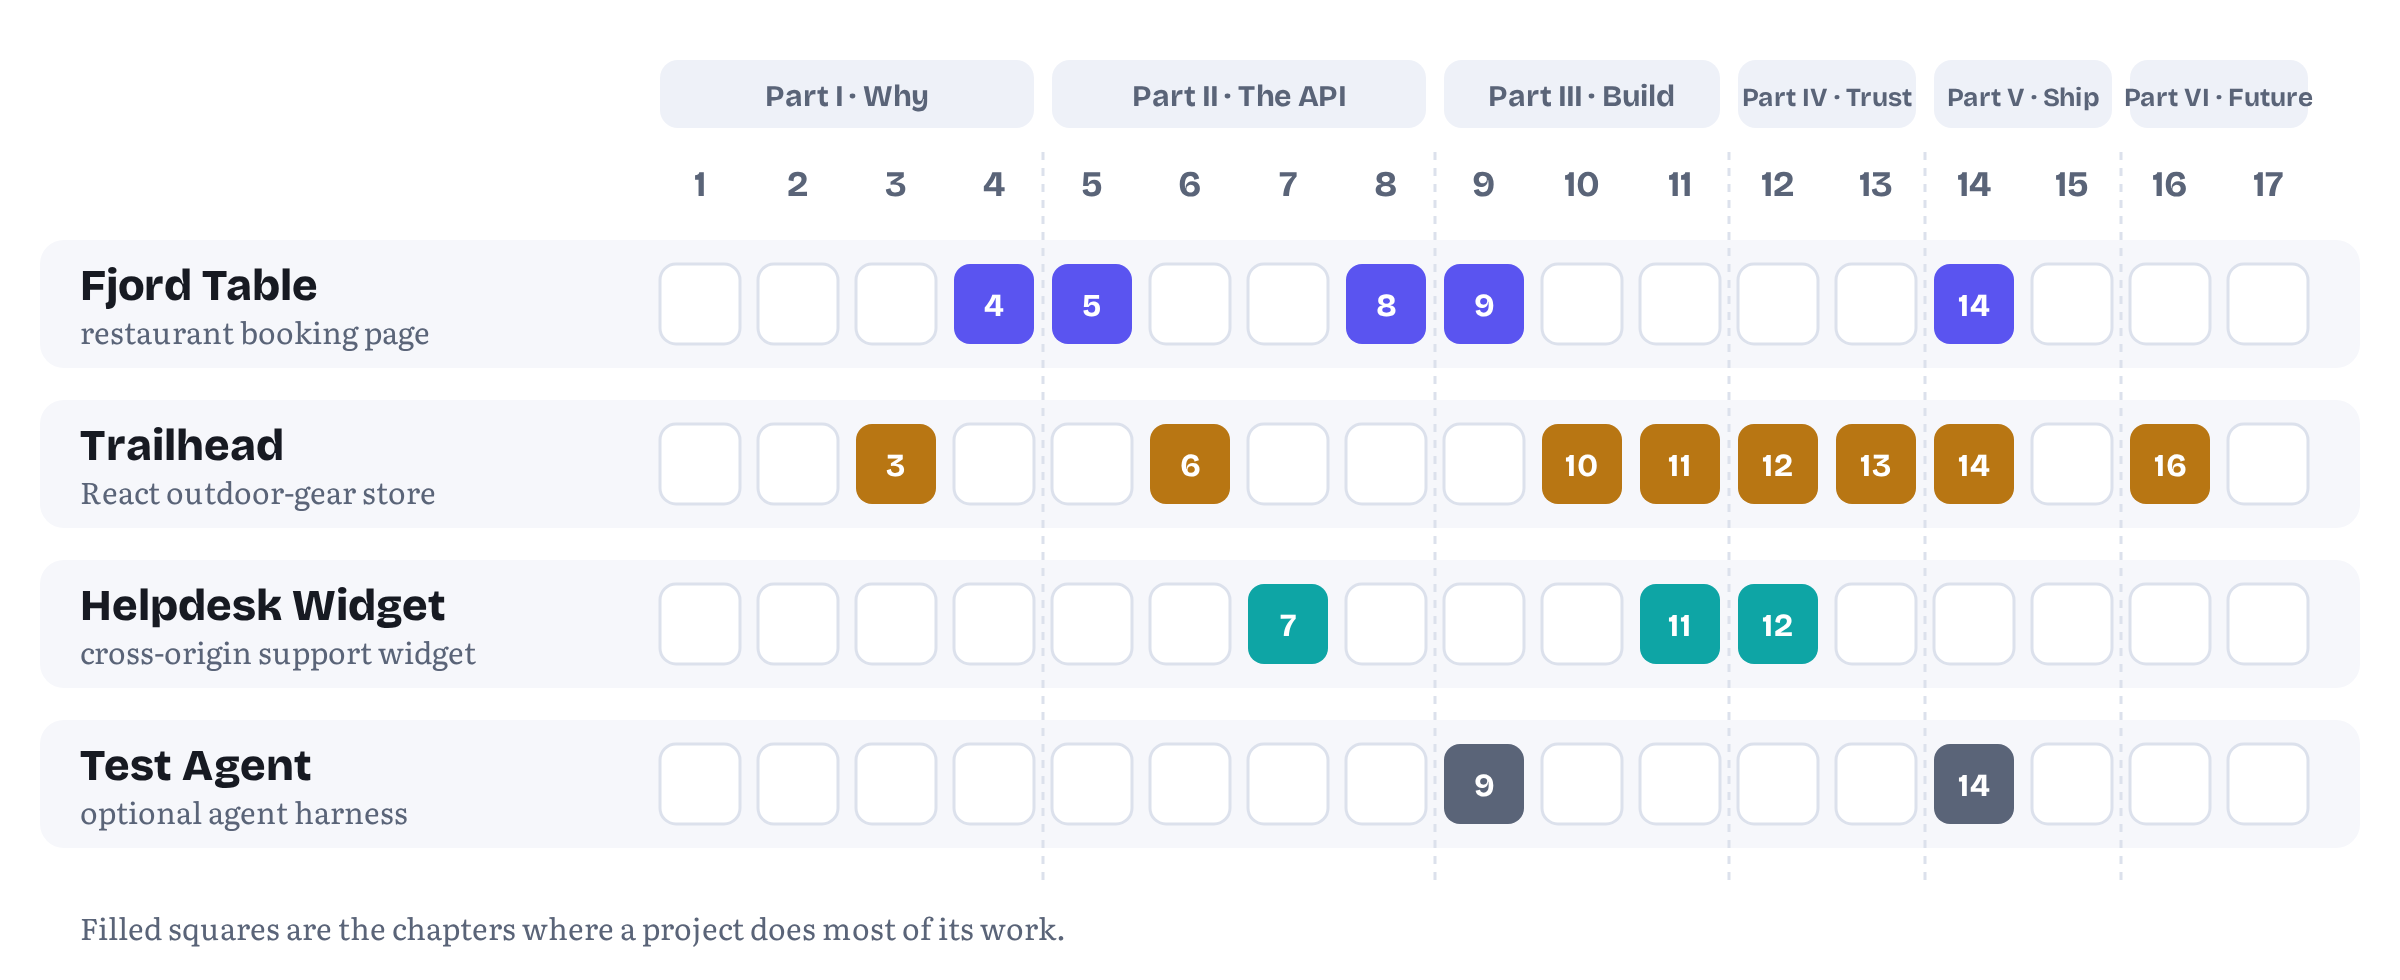 Part I · Why Part II · The API Part III · Build Part IV · Trust Part V · Ship Part VI · Future
1 2 3 4 5 6 7 8 9 10 11 12 13 14 15 16 17
Fjord Table
restaurant booking page
4 5 8 9 14
Trailhead
React outdoor-gear store
3 6 10 11 12 13 14 16
Helpdesk Widget
cross-origin support widget
7 11 12
Test Agent
optional agent harness
9 14
Filled squares are the chapters where a project does most of its work.